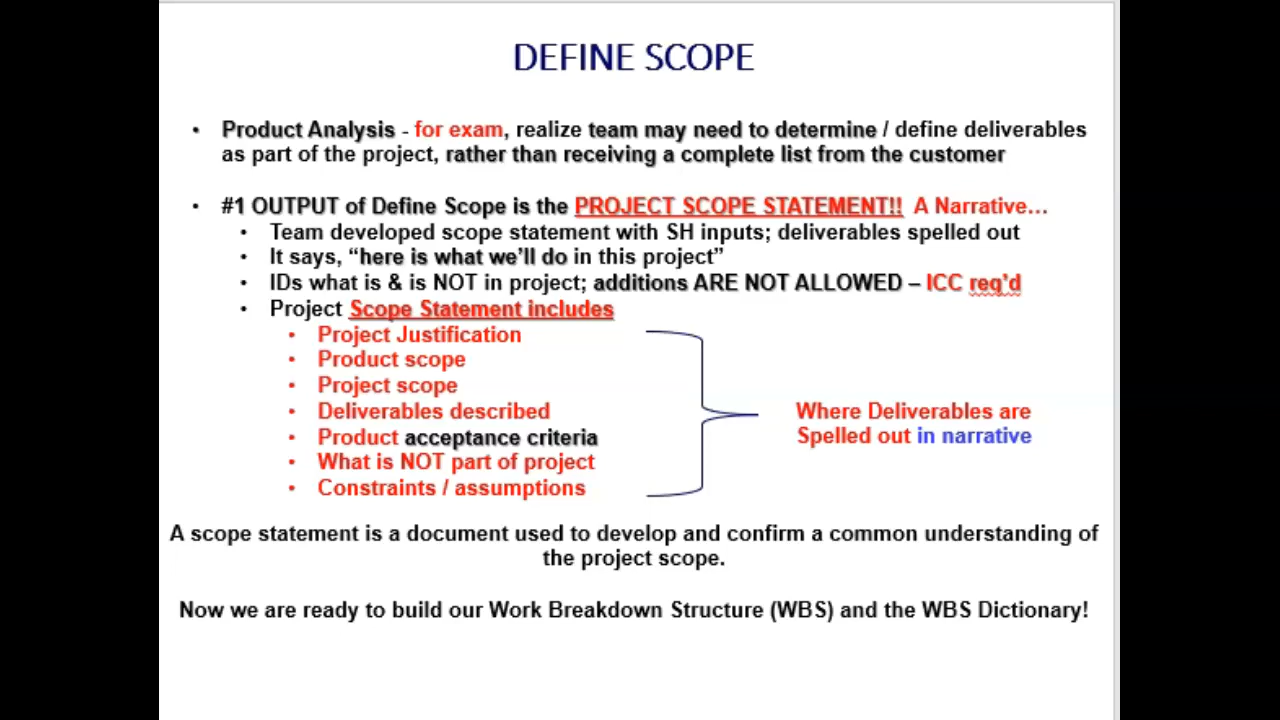 DEFINE SCOPE
• Product Analysis - for exam, realize team may need to determine / define deliverables
as part of the project, rather than receiving a complete list from the customer
• #1 OUTPUT of Define Scope is the PROJECT SCOPE STATEMENT!! A Narrative…
• Team developed scope statement with SH inputs; deliverables spelled out
• It says, “here is what we’ll do in this project”
• IDs what is & is NOT in project; additions ARE NOT ALLOWED – ICC req’d
• Project Scope Statement includes
• Project Justification
• Product scope
• Project scope
• Deliverables described
• Product acceptance criteria
• What is NOT part of project
• Constraints / assumptions
Where Deliverables are
Spelled out in narrative
A scope statement is a document used to develop and confirm a common understanding of
the project scope.
Now we are ready to build our Work Breakdown Structure (WBS) and the WBS Dictionary!